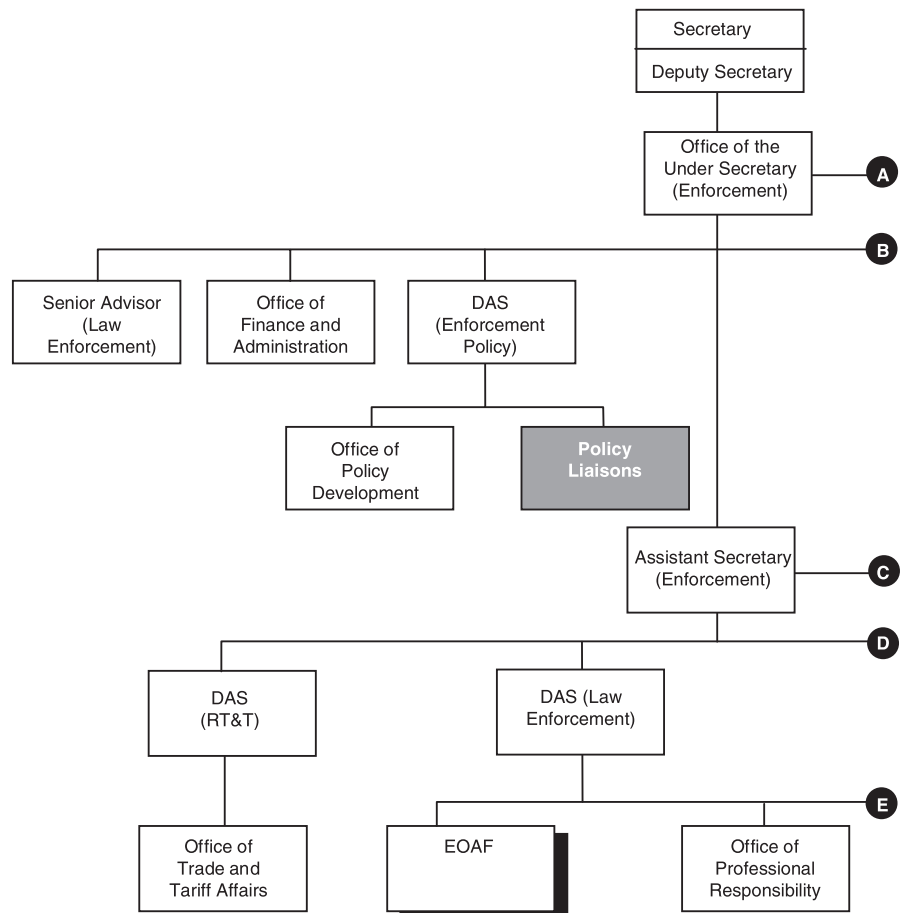 Secretary
Deputy Secretary
Office of the
Under Secretary
(Enforcement)
A
B
Senior Advisor
(Law
Enforcement)
Office of
Finance and
Administration
DAS
(Enforcement
Policy)
Office of
Policy
Development
Policy
Liaisons
Assistant Secretary
(Enforcement)
C
D
DAS
(RT&T)
DAS (Law
Enforcement)
E
Office of
Trade and
Tariff Affairs
EOAF
Office of
Professional
Responsibility